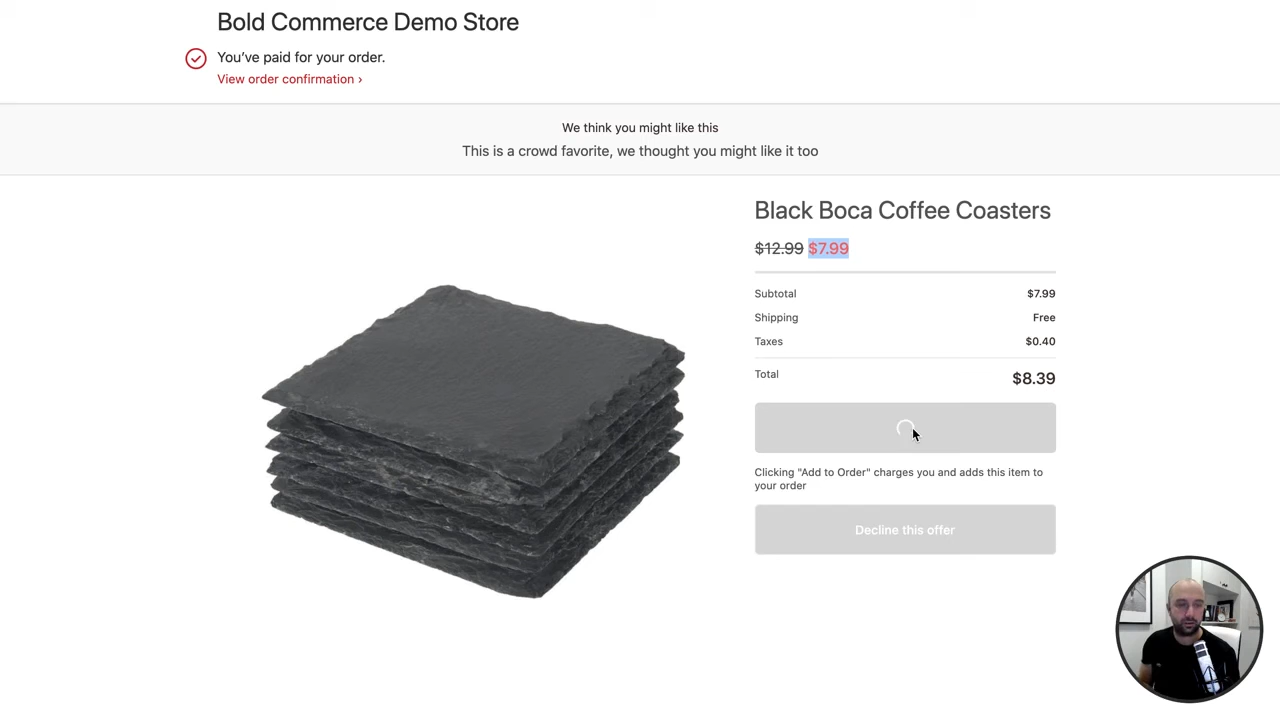 Bold Commerce Demo Store
You’ve paid for your order.
View order confirmation ›
We think you might like this
This is a crowd favorite, we thought you might like it too
Black Boca Coffee Coasters
$12.99 $7.99
Subtotal $7.99
Shipping Free
Taxes $0.40
Total $8.39
Clicking "Add to Order" charges you and adds this item to
your order
Decline this offer